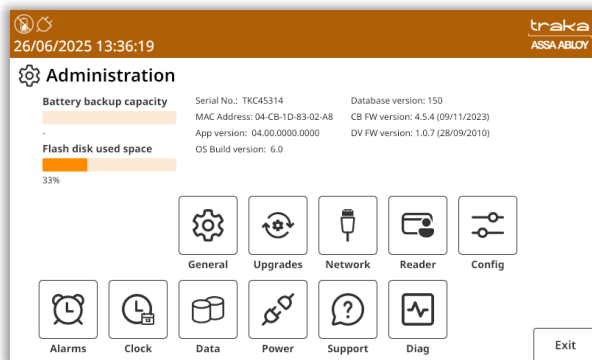 traka
26/06/2025 13:36:19
ASSA ABLOY
Administration
Battery backup capacity
-
Flash disk used space
33%
Serial No.: TKC45314
MAC Address: 04-CB-1D-83-02-A8
App version: 04.00.0000.0000
OS Build version: 6.0
Database version: 150
CB FW version: 4.5.4 (09/11/2023)
DV FW version: 1.0.7 (28/09/2010)
General
Upgrades
Network
Reader
Config
Alarms
Clock
Data
Power
Support
Diag
Exit